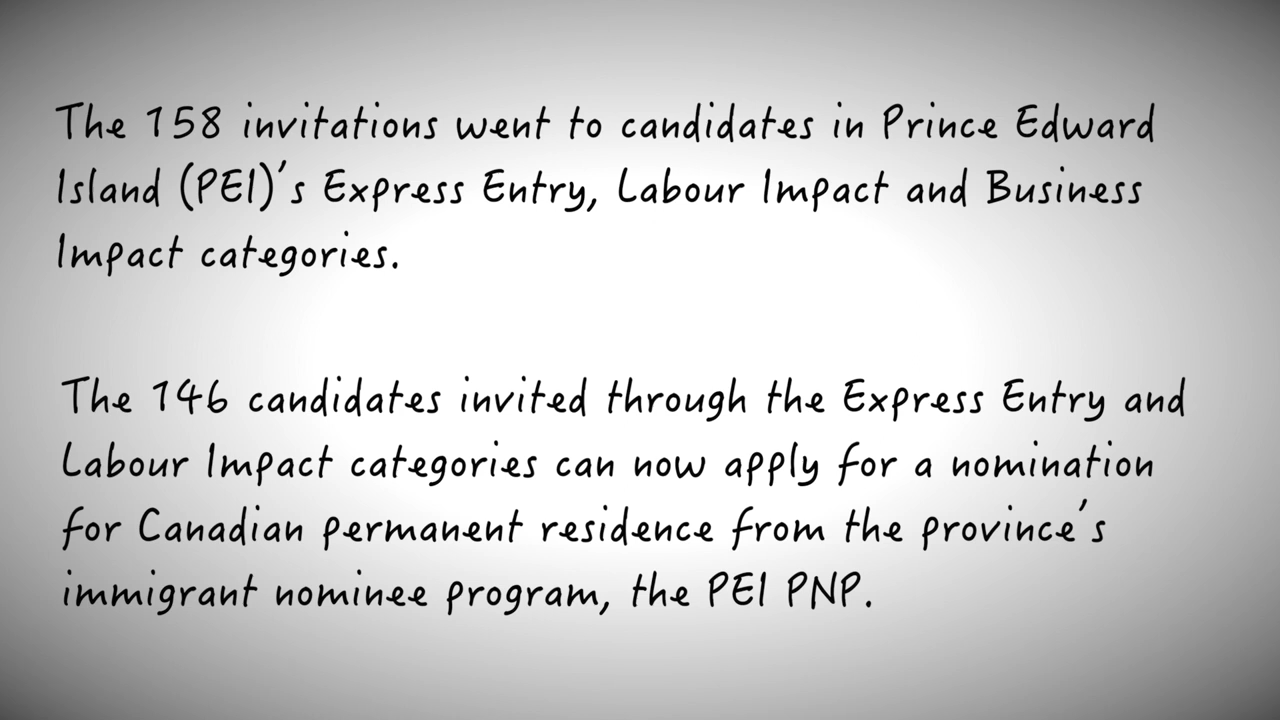 The 158 invitations went to candidates in Prince Edward
Island (PEI)'s Express Entry, Labour Impact and Business
Impact categories.
The 146 candidates invited through the Express Entry and
Labour Impact categories can now apply for a nomination
for Canadian permanent residence from the province's
immigrant nominee program, the PEI PNP.